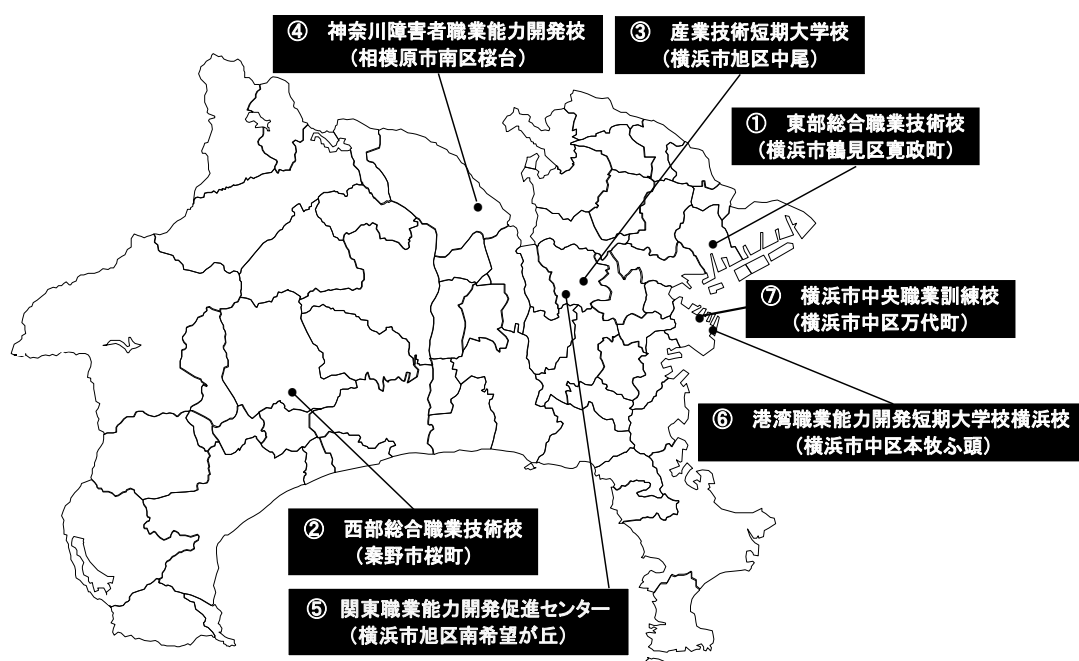 ④　神奈川障害者職業能力開発校
（相模原市南区桜台）
③　産業技術短期大学校
（横浜市旭区中尾）
①　東部総合職業技術校
（横浜市鶴見区寛政町）
⑦　横浜市中央職業訓練校
（横浜市中区万代町）
⑥　港湾職業能力開発短期大学校横浜校
（横浜市中区本牧ふ頭）
②　西部総合職業技術校
（秦野市桜町）
⑤　関東職業能力開発促進センター
（横浜市旭区南希望が丘）